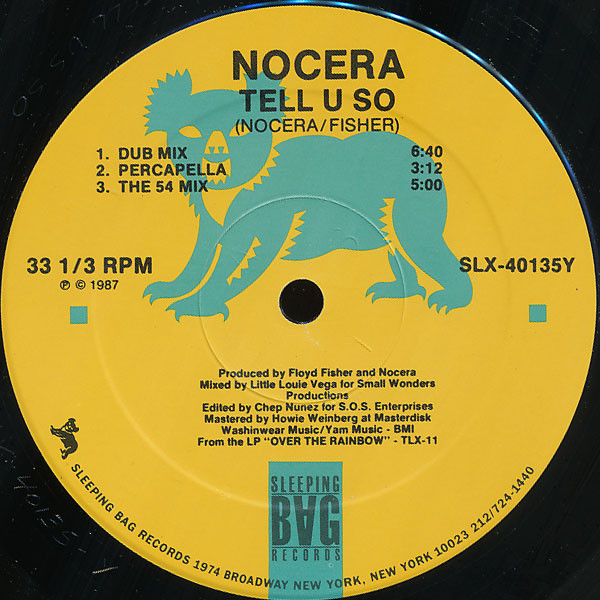 NOCERA
TELL U SO
(NOCERA/FISHER)
1. DUB MIX 6:40
2. PERCAPELLA 3:12
3. THE 54 MIX 5:00
33 1/3 RPM
℗ © 1987
SLX-40135Y
Produced by Floyd Fisher and Nocera
Mixed by Little Louie Vega for Small Wonders
Productions
Edited by Chep Nunez for S.O.S. Enterprises
Mastered by Howie Weinberg at Masterdisk
Washinwear Music/Yam Music - BMI
From the LP "OVER THE RAINBOW" - TLX-11
SLEEPING
BAG
RECORDS
SLEEPING BAG RECORDS 1974 BROADWAY NEW YORK, NEW YORK 10023 212/724-1440